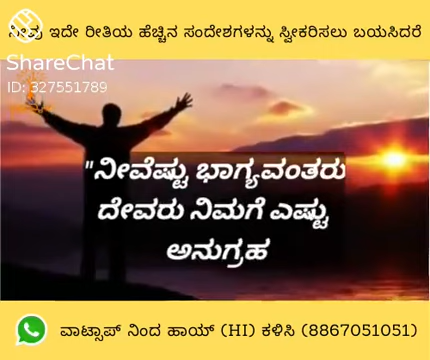 ನೀವು ಇದೇ ರೀತಿಯ ಹೆಚ್ಚಿನ ಸಂದೇಶಗಳನ್ನು ಸ್ವೀಕರಿಸಲು ಬಯಸಿದರೆ
ShareChat
ID: 327551789
"ನೀವೆಷ್ಟು ಭಾಗ್ಯವಂತರು
ದೇವರು ನಿಮಗೆ ಎಷ್ಟು
ಅನುಗ್ರಹ
ವಾಟ್ಸಾಪ್ ನಿಂದ ಹಾಯ್ (HI) ಕಳಿಸಿ (8867051051)